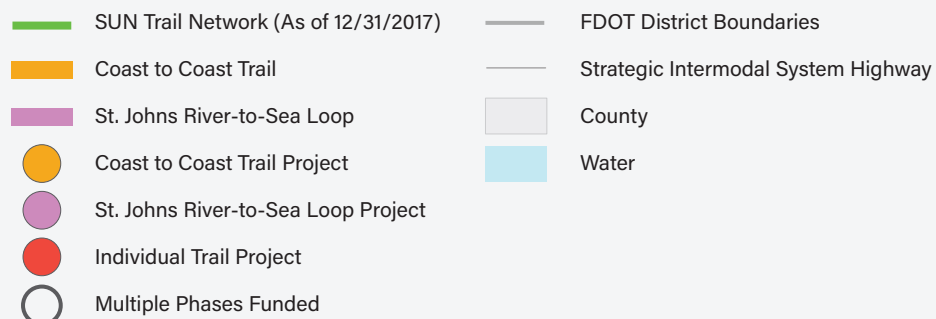 SUN Trail Network (As of 12/31/2017)
Coast to Coast Trail
St. Johns River-to-Sea Loop
Coast to Coast Trail Project
St. Johns River-to-Sea Loop Project
Individual Trail Project
Multiple Phases Funded
FDOT District Boundaries
Strategic Intermodal System Highway
County
Water